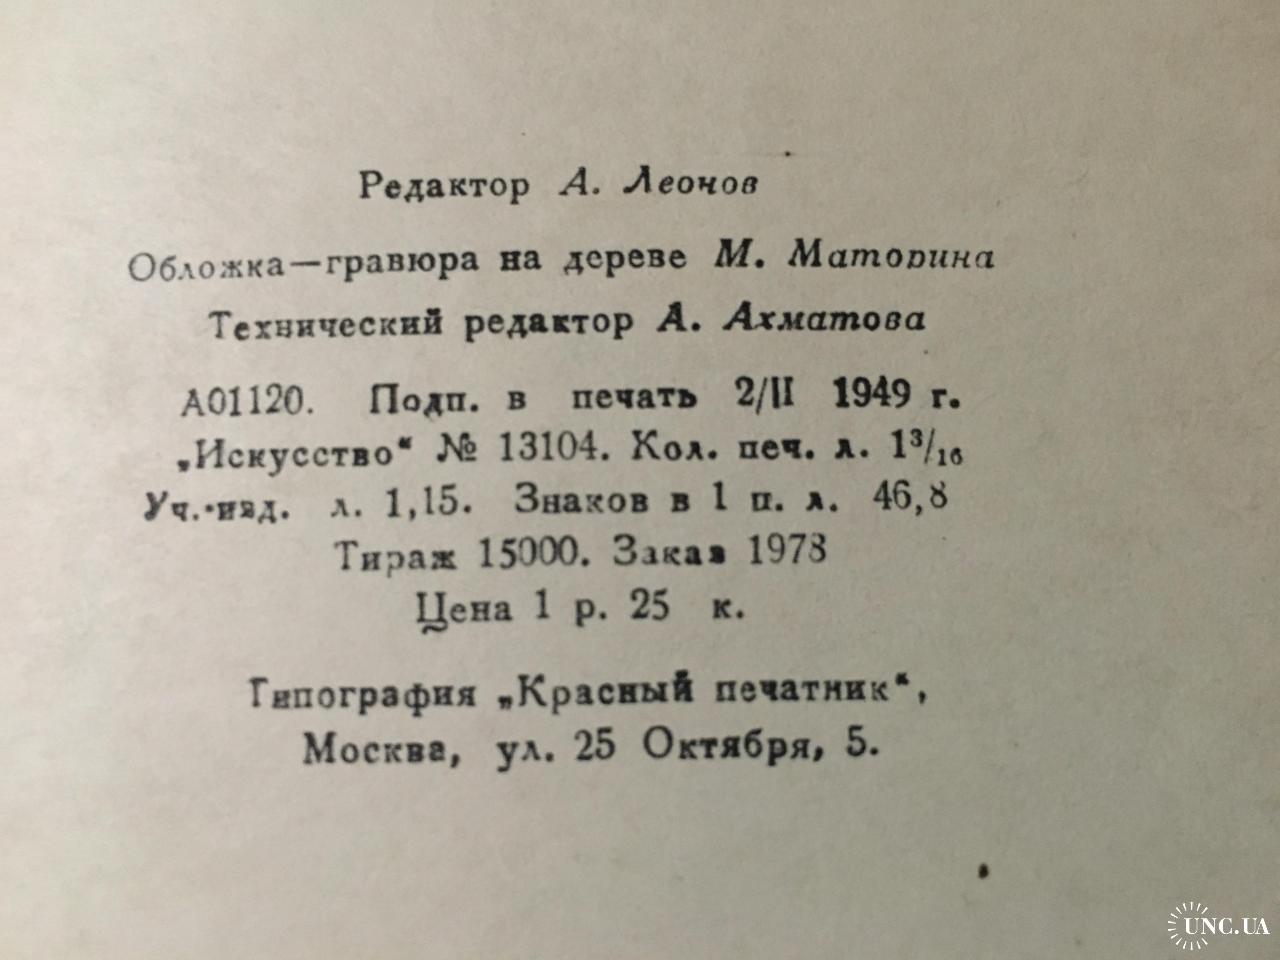 Редактор А. Леонов
Обложка—гравюра на дереве М. Маторина
Технический редактор А. Ахматова
А01120. Подп. в печать 2/II 1949 г.
„Искусство“ № 13104. Кол. печ. л. 1³/₁₆
Уч.-изд. л. 1,15. Знаков в 1 п. л. 46,8
Тираж 15000. Заказ 1978
Цена 1 р. 25 к.
Типография „Красный печатник“,
Москва, ул. 25 Октября, 5.
UNC.UA